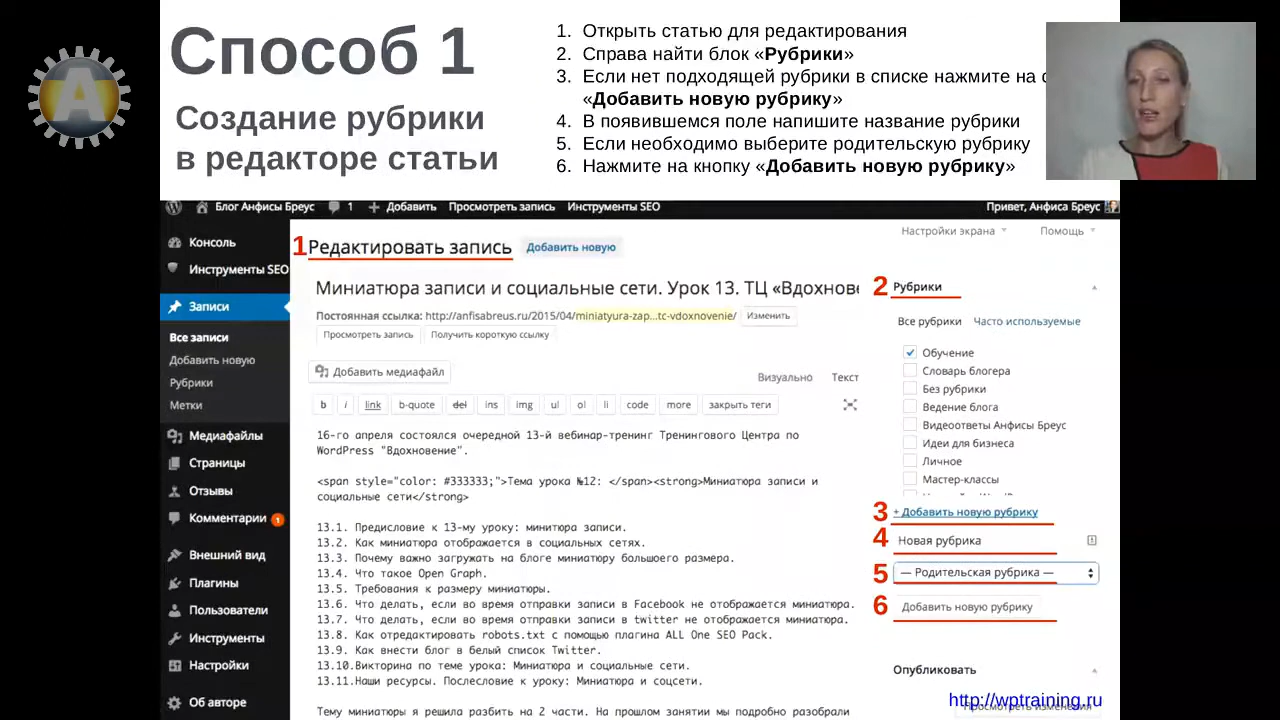 Способ 1
Создание рубрики
в редакторе статьи
1. Открыть статью для редактирования
2. Справа найти блок «Рубрики»
3. Если нет подходящей рубрики в списке нажмите на
«Добавить новую рубрику»
4. В появившемся поле напишите название рубрики
5. Если необходимо выберите родительскую рубрику
6. Нажмите на кнопку «Добавить новую рубрику»
A
Блог Анфисы Бреус 1 Добавить Просмотреть запись Инструменты SEO Привет, Анфиса Бреус
Консоль
Инструменты SEO
Записи
Все записи
Добавить новую
Рубрики
Метки
Медиафайлы
Страницы
Отзывы
Комментарии 1
Внешний вид
Плагины
Пользователи
Инструменты
Настройки
Об авторе
Настройки экрана Помощь
1 Редактировать запись Добавить новую
Миниатюра записи и социальные сети. Урок 13. ТЦ «Вдохнове
Постоянная ссылка: http://anfisabreus.ru/2015/04/miniatyura-zap...tc-vdoxnovenie/ Изменить
Просмотреть запись Получить короткую ссылку
Добавить медиафайл
Визуально Текст
b i link b-quote del ins img ul ol li code more закрыть теги
16-го апреля состоялся очередной 13-й вебинар-тренинг Тренингового Центра по
WordPress "Вдохновение".
<span style="color: #333333;">Тема урока №12: </span><strong>Миниатюра записи и
социальные сети</strong>
13.1. Предисловие к 13-му уроку: минитюра записи.
13.2. Как миниатюра отображается в социальных сетях.
13.3. Почему важно загружать на блоге миниатюру большоего размера.
13.4. Что такое Open Graph.
13.5. Требования к размеру миниатюры.
13.6. Что делать, если во время отправки записи в Facebook не отображается миниатюра.
13.7. Что делать, если во время отправки записи в twitter не отображается миниатюра.
13.8. Как отредактировать robots.txt с помощью плагина ALL One SEO Pack.
13.9. Как внести блог в белый список Twitter.
13.10.Викторина по теме урока: Миниатюра и социальные сети.
13.11.Наши ресурсы. Послесловие к уроку: Миниатюра и соцсети.
Тему миниатюры я решила разбить на 2 части. На прошлом занятии мы подробно разобрали
2 Рубрики
Все рубрики Часто используемые
Обучение
Словарь блогера
Без рубрики
Ведение блога
Видеоответы Анфисы Бреус
Идеи для бизнеса
Личное
Мастер-классы
3 + Добавить новую рубрику
4 Новая рубрика
5 — Родительская рубрика —
6 Добавить новую рубрику
Опубликовать
http://wptraining.ru